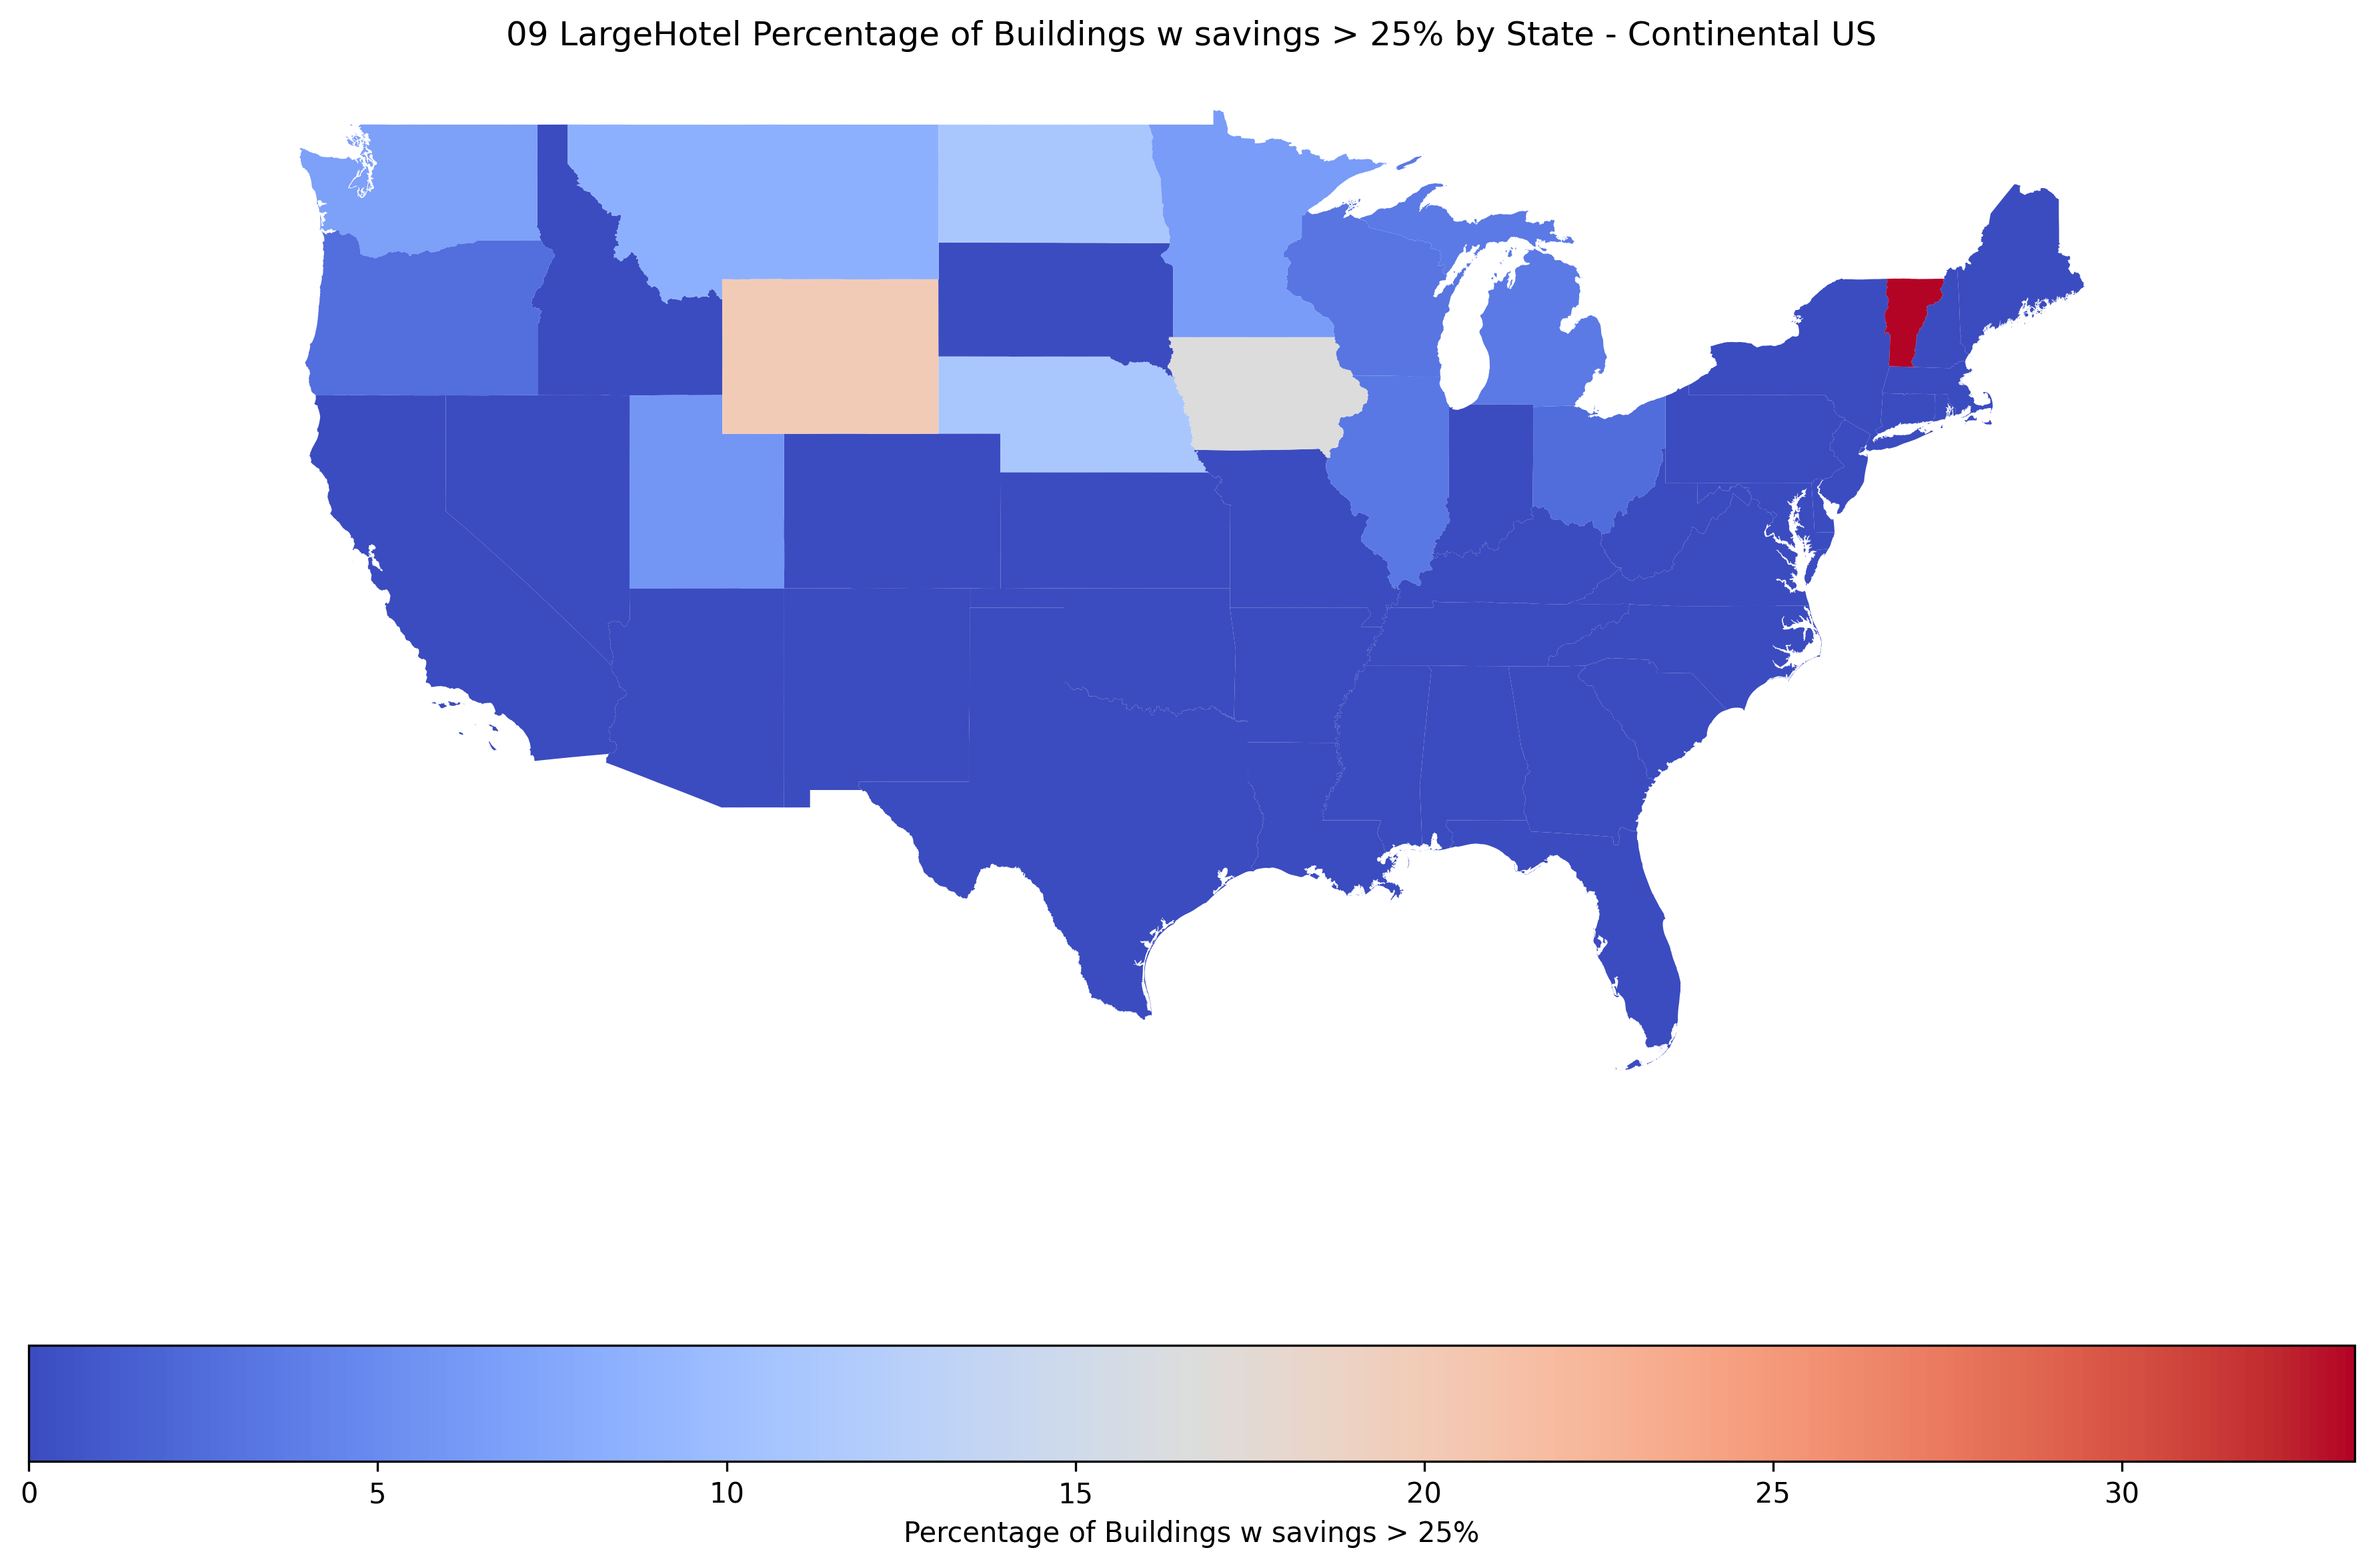 09 LargeHotel Percentage of Buildings w savings > 25% by State - Continental US
0 5 10 15 20 25 30
Percentage of Buildings w savings > 25%